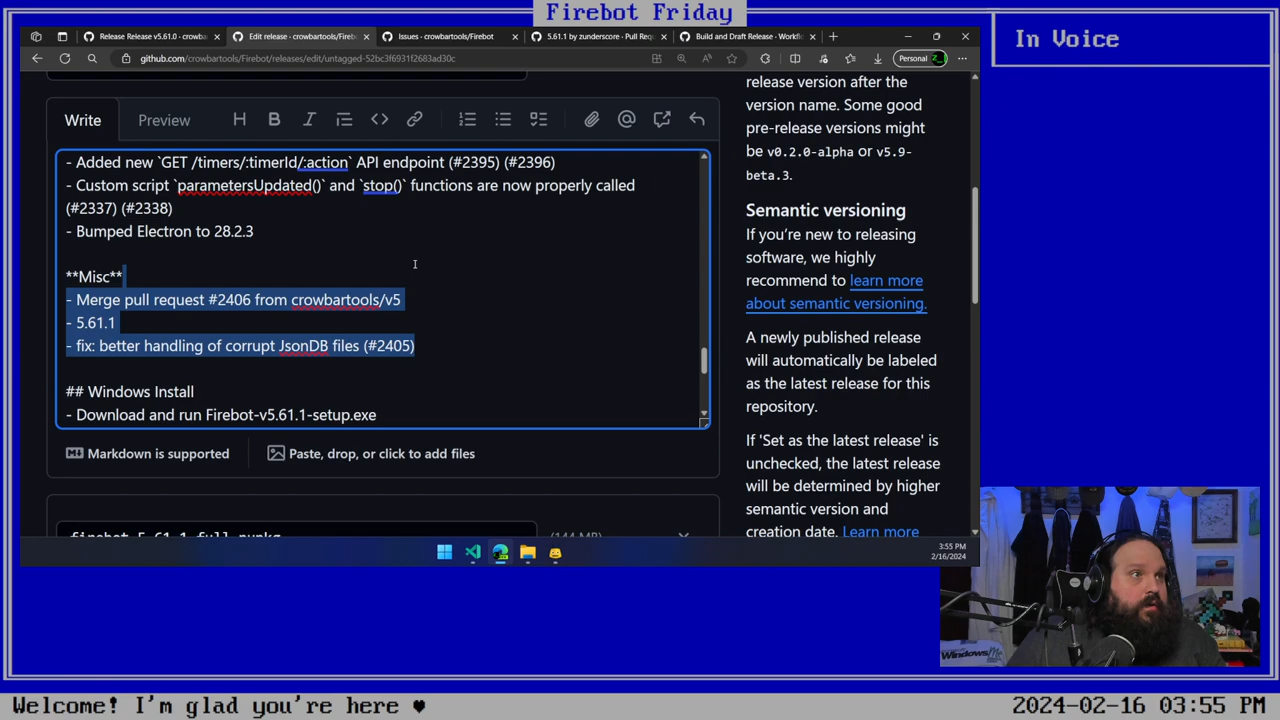 Firebot Friday
In Voice
Release Release v5.61.0 · crowba
Edit release · crowbartools/Fireb
Issues · crowbartools/Firebot
5.61.1 by zunderscore · Pull Req
Build and Draft Release · Workfl
github.com/crowbartools/Firebot/releases/edit/untagged-52bc3f6931f2683ad30c
Personal
Write
Preview
- Added new `GET /timers/:timerId/:action` API endpoint (#2395) (#2396)
- Custom script `parametersUpdated()` and `stop()` functions are now properly called
(#2337) (#2338)
- Bumped Electron to 28.2.3
**Misc**
- Merge pull request #2406 from crowbartools/v5
- 5.61.1
- fix: better handling of corrupt JsonDB files (#2405)
## Windows Install
- Download and run Firebot-v5.61.1-setup.exe
Markdown is supported
Paste, drop, or click to add files
firebot-5.61.1-full.nupkg
(144 MB)
release version after the
version name. Some good
pre-release versions might
be v0.2.0-alpha or v5.9-
beta.3.
Semantic versioning
If you're new to releasing
software, we highly
recommend to learn more
about semantic versioning.
A newly published release
will automatically be labeled
as the latest release for this
repository.
If 'Set as the latest release' is
unchecked, the latest release
will be determined by higher
semantic version and
creation date. Learn more
3:55 PM
2/16/2024
Welcome! I'm glad you're here ♥
2024-02-16 03:55 PM